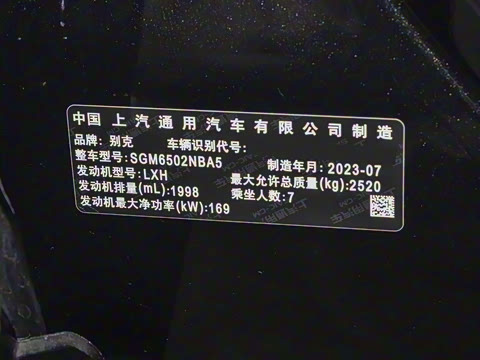 中国 上汽通用汽车有限公司制造
品牌: 别克 车辆识别代号:
整车型号:SGM6502NBA5 制造年月: 2023-07
发动机型号:LXH 最大允许总质量(kg):2520
发动机排量(mL):1998 乘坐人数:7
发动机最大净功率(kW):169